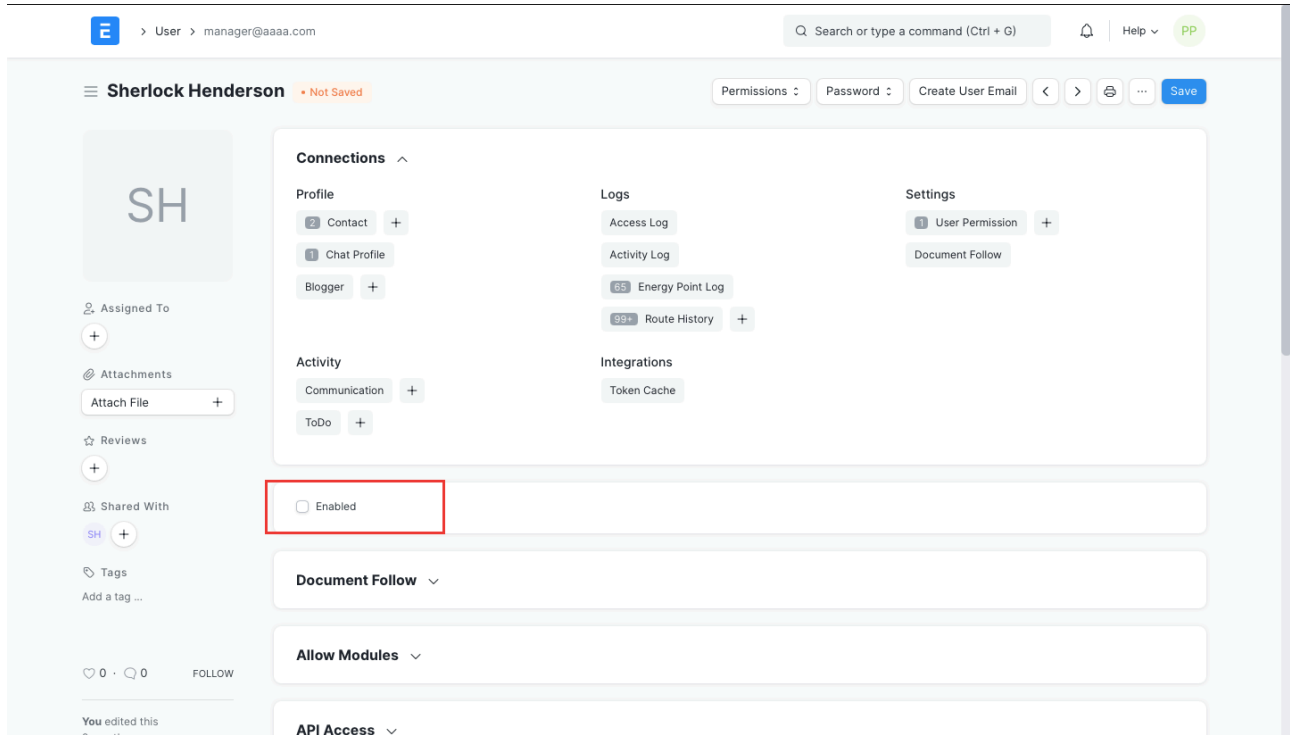 E
User
manager@aaaa.com
Search or type a command (Ctrl + G)
Help
PP
Sherlock Henderson
• Not Saved
Permissions
Password
Create User Email
...
Save
SH
Connections
Profile
Logs
Settings
2 Contact +
Access Log
1 User Permission +
1 Chat Profile
Activity Log
Document Follow
Blogger +
65 Energy Point Log
99+ Route History +
Activity
Integrations
Communication +
Token Cache
ToDo +
Assigned To
+
Attachments
Attach File +
Reviews
+
Shared With
SH +
Tags
Add a tag ...
0 · 0 FOLLOW
You edited this
Enabled
Document Follow
Allow Modules
API Access